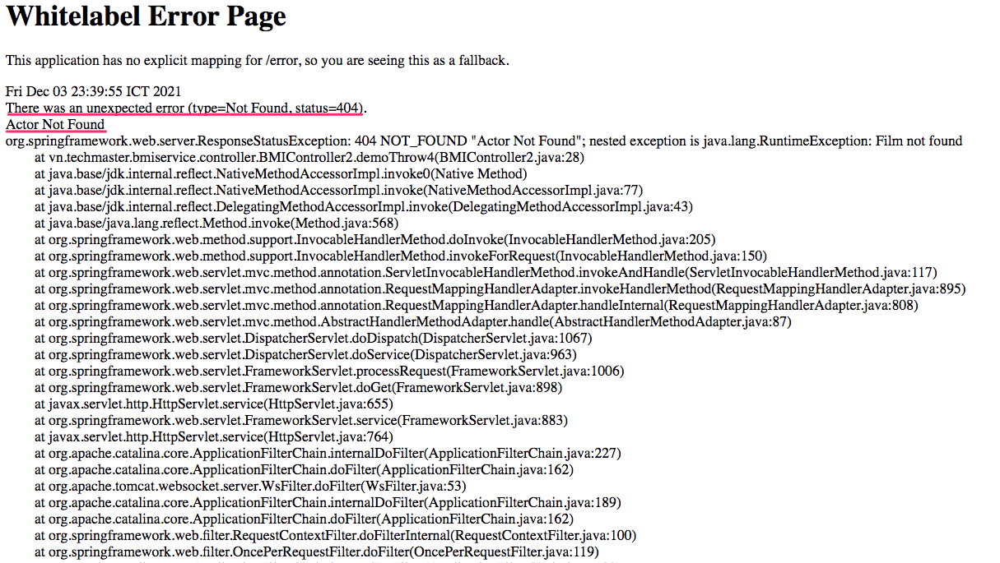 Whitelabel Error Page
This application has no explicit mapping for /error, so you are seeing this as a fallback.
Fri Dec 03 23:39:55 ICT 2021
There was an unexpected error (type=Not Found, status=404).
Actor Not Found
org.springframework.web.server.ResponseStatusException: 404 NOT_FOUND "Actor Not Found"; nested exception is java.lang.RuntimeException: Film not found
at vn.techmaster.bmiservice.controller.BMIController2.demoThrow4(BMIController2.java:28)
at java.base/jdk.internal.reflect.NativeMethodAccessorImpl.invoke0(Native Method)
at java.base/jdk.internal.reflect.NativeMethodAccessorImpl.invoke(NativeMethodAccessorImpl.java:77)
at java.base/jdk.internal.reflect.DelegatingMethodAccessorImpl.invoke(DelegatingMethodAccessorImpl.java:43)
at java.base/java.lang.reflect.Method.invoke(Method.java:568)
at org.springframework.web.method.support.InvocableHandlerMethod.doInvoke(InvocableHandlerMethod.java:205)
at org.springframework.web.method.support.InvocableHandlerMethod.invokeForRequest(InvocableHandlerMethod.java:150)
at org.springframework.web.servlet.mvc.method.annotation.ServletInvocableHandlerMethod.invokeAndHandle(ServletInvocableHandlerMethod.java:117)
at org.springframework.web.servlet.mvc.method.annotation.RequestMappingHandlerAdapter.invokeHandlerMethod(RequestMappingHandlerAdapter.java:895)
at org.springframework.web.servlet.mvc.method.annotation.RequestMappingHandlerAdapter.handleInternal(RequestMappingHandlerAdapter.java:808)
at org.springframework.web.servlet.mvc.method.AbstractHandlerMethodAdapter.handle(AbstractHandlerMethodAdapter.java:87)
at org.springframework.web.servlet.DispatcherServlet.doDispatch(DispatcherServlet.java:1067)
at org.springframework.web.servlet.DispatcherServlet.doService(DispatcherServlet.java:963)
at org.springframework.web.servlet.FrameworkServlet.processRequest(FrameworkServlet.java:1006)
at org.springframework.web.servlet.FrameworkServlet.doGet(FrameworkServlet.java:898)
at javax.servlet.http.HttpServlet.service(HttpServlet.java:655)
at org.springframework.web.servlet.FrameworkServlet.service(FrameworkServlet.java:883)
at javax.servlet.http.HttpServlet.service(HttpServlet.java:764)
at org.apache.catalina.core.ApplicationFilterChain.internalDoFilter(ApplicationFilterChain.java:227)
at org.apache.catalina.core.ApplicationFilterChain.doFilter(ApplicationFilterChain.java:162)
at org.apache.tomcat.websocket.server.WsFilter.doFilter(WsFilter.java:53)
at org.apache.catalina.core.ApplicationFilterChain.internalDoFilter(ApplicationFilterChain.java:189)
at org.apache.catalina.core.ApplicationFilterChain.doFilter(ApplicationFilterChain.java:162)
at org.springframework.web.filter.RequestContextFilter.doFilterInternal(RequestContextFilter.java:100)
at org.springframework.web.filter.OncePerRequestFilter.doFilter(OncePerRequestFilter.java:119)